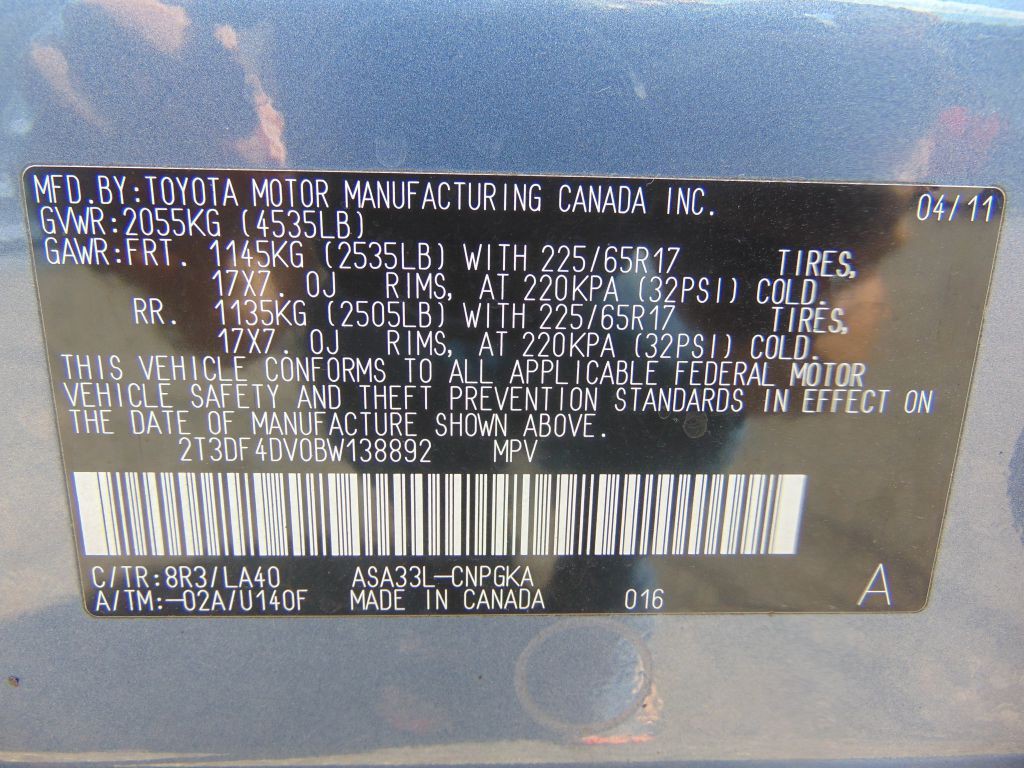 MFD.BY:TOYOTA MOTOR MANUFACTURING CANADA INC. 04/11
GVWR:2055KG (4535LB)
GAWR:FRT. 1145KG (2535LB) WITH 225/65R17 TIRES,
17X7.0J RIMS, AT 220KPA (32PSI) COLD.
RR. 1135KG (2505LB) WITH 225/65R17 TIRES,
17X7.0J RIMS, AT 220KPA (32PSI) COLD.
THIS VEHICLE CONFORMS TO ALL APPLICABLE FEDERAL MOTOR
VEHICLE SAFETY AND THEFT PREVENTION STANDARDS IN EFFECT ON
THE DATE OF MANUFACTURE SHOWN ABOVE.
2T3DF4DV0BW138892 MPV
C/TR:8R3/LA40 ASA33L-CNPGKA A
A/TM:-02A/U140F MADE IN CANADA 016